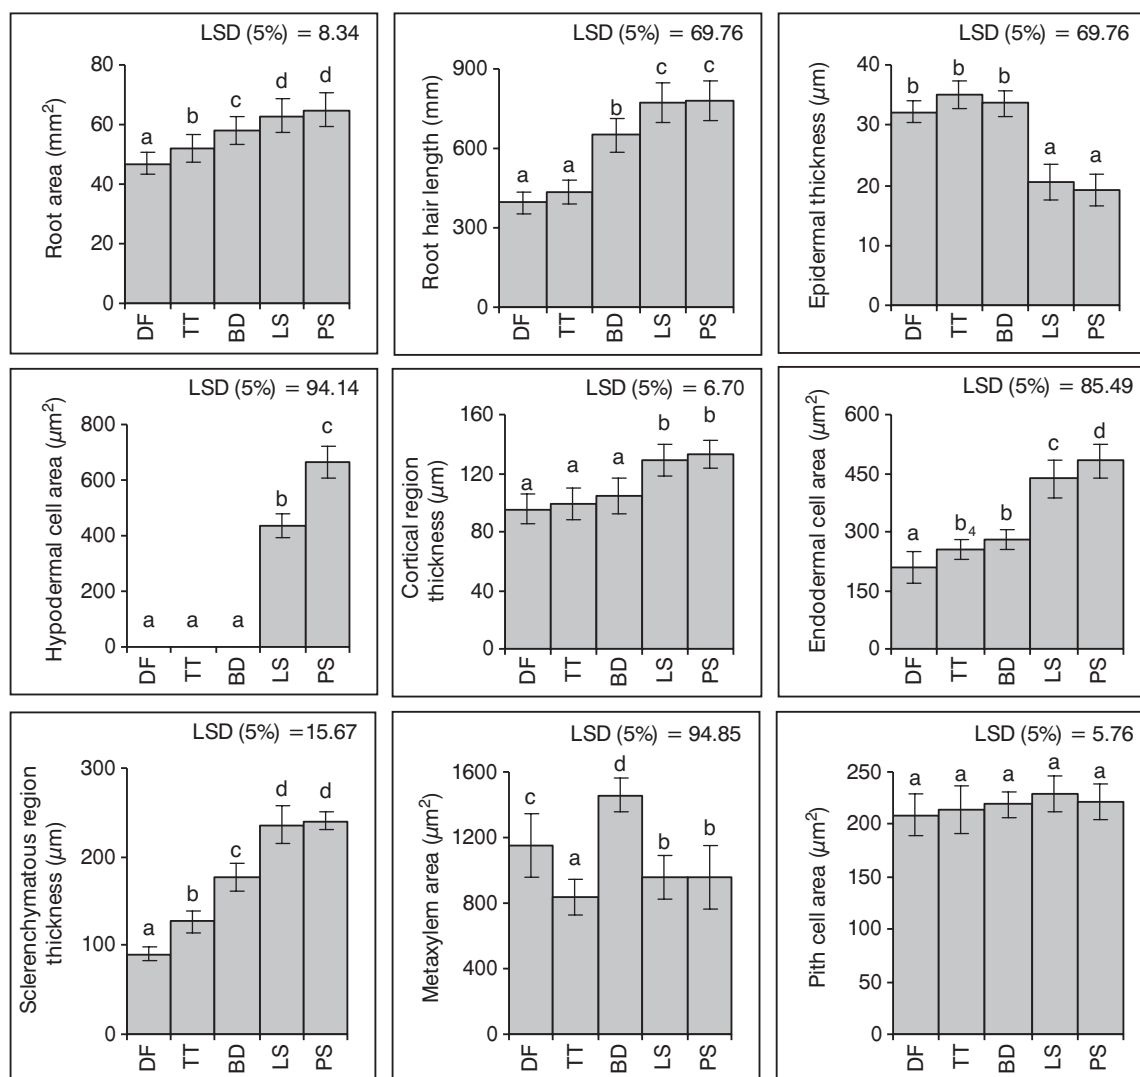 LSD (5%) = 8.34
Root area (mm²)
80
60
40
20
0
a
b
c
d
d
DF
TT
BD
LS
PS
LSD (5%) = 69.76
Root hair length (mm)
900
600
300
0
a
a
b
c
c
DF
TT
BD
LS
PS
LSD (5%) = 69.76
Epidermal thickness (µm)
40
30
20
10
0
b
b
b
a
a
DF
TT
BD
LS
PS
LSD (5%) = 94.14
Hypodermal cell area (µm²)
800
600
400
200
0
a
a
a
b
c
DF
TT
BD
LS
PS
LSD (5%) = 6.70
Cortical region
thickness (µm)
160
120
80
40
0
a
a
a
b
b
DF
TT
BD
LS
PS
LSD (5%) = 85.49
Endodermal cell area (µm²)
600
450
300
150
0
a
b₄
b
c
d
DF
TT
BD
LS
PS
LSD (5%) =15.67
Sclerenchymatous region
thickness (µm)
300
200
100
0
a
b
c
d
d
DF
TT
BD
LS
PS
LSD (5%) = 94.85
Metaxylem area (µm²)
1600
1200
800
400
0
c
a
d
b
b
DF
TT
BD
LS
PS
LSD (5%) = 5.76
Pith cell area (µm²)
250
200
150
100
50
0
a
a
a
a
a
DF
TT
BD
LS
PS